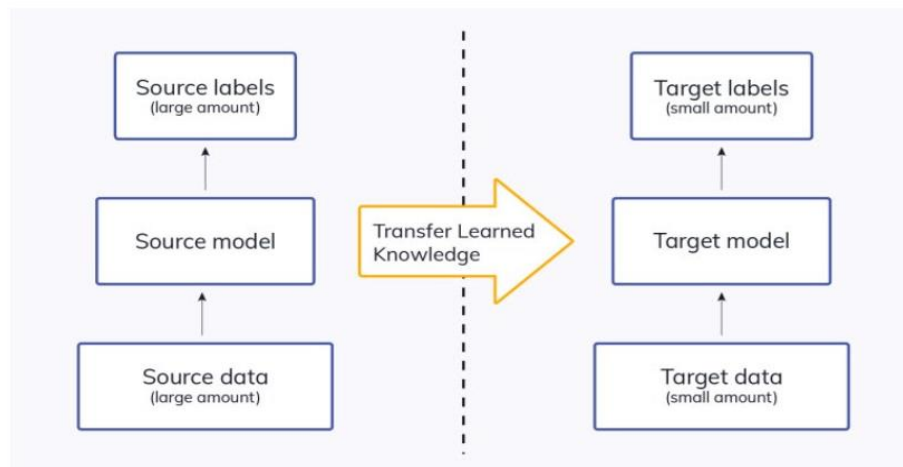 Source labels
(large amount)
Target labels
(small amount)
Source model
Transfer Learned
Knowledge
Target model
Source data
(large amount)
Target data
(small amount)